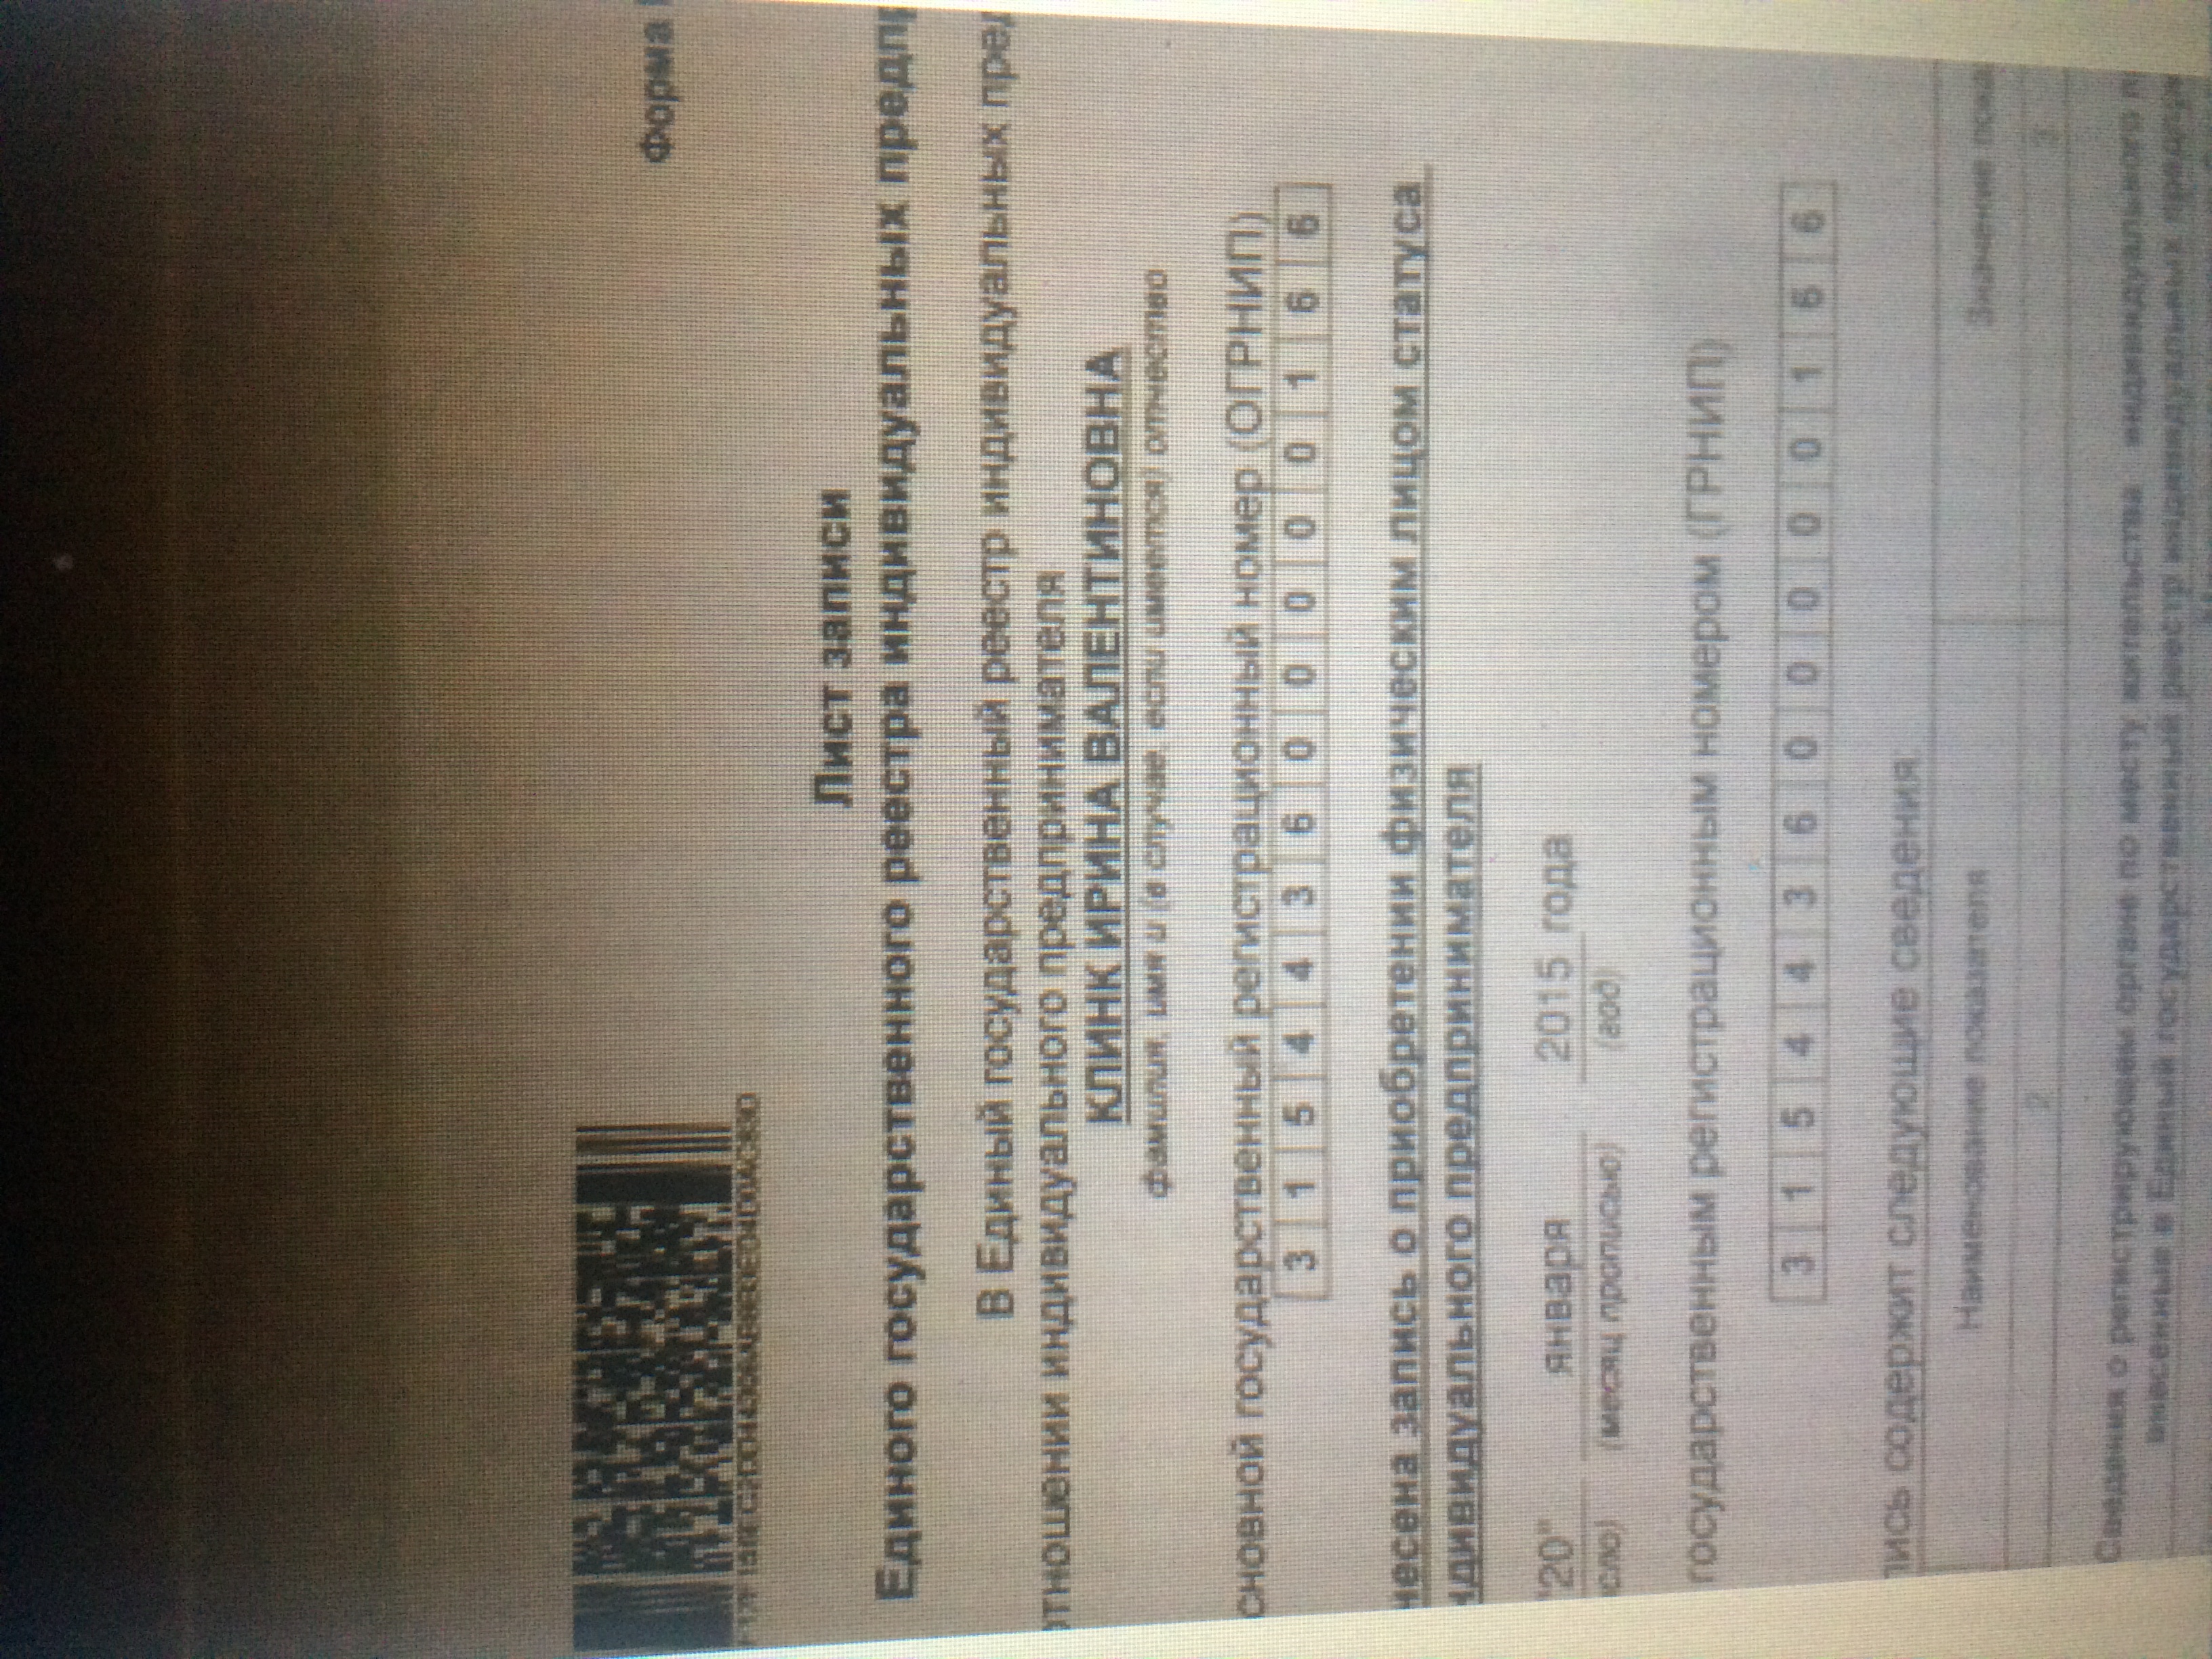 Форма
Лист записи
Единого государственного реестра индивидуальных предпр
В Единый государственный реестр индивидуальных пред
отношении индивидуального предпринимателя
КЛИНК ИРИНА ВАЛЕНТИНОВНА
фамилия, имя и (в случае, если имеется) отчество
сновной государственный регистрационный номер (ОГРНИП)
3 1 5 4 4 3 6 0 0 0 0 0 1 6 6
несена запись о приобретении физическим лицом статуса
ндивидуального предпринимателя
"20" января 2015 года
сло) (месяц прописью) (год)
государственным регистрационным номером (ГРНИП)
3 1 5 4 4 3 6 0 0 0 0 0 1 6 6
пись содержит следующие сведения:
Наименование показателя Значение пока
2 3
Сведения о регистрирующем органе по месту жительства индивидуального п
внесенные в Единый государственный реестр индивидуальных предпри